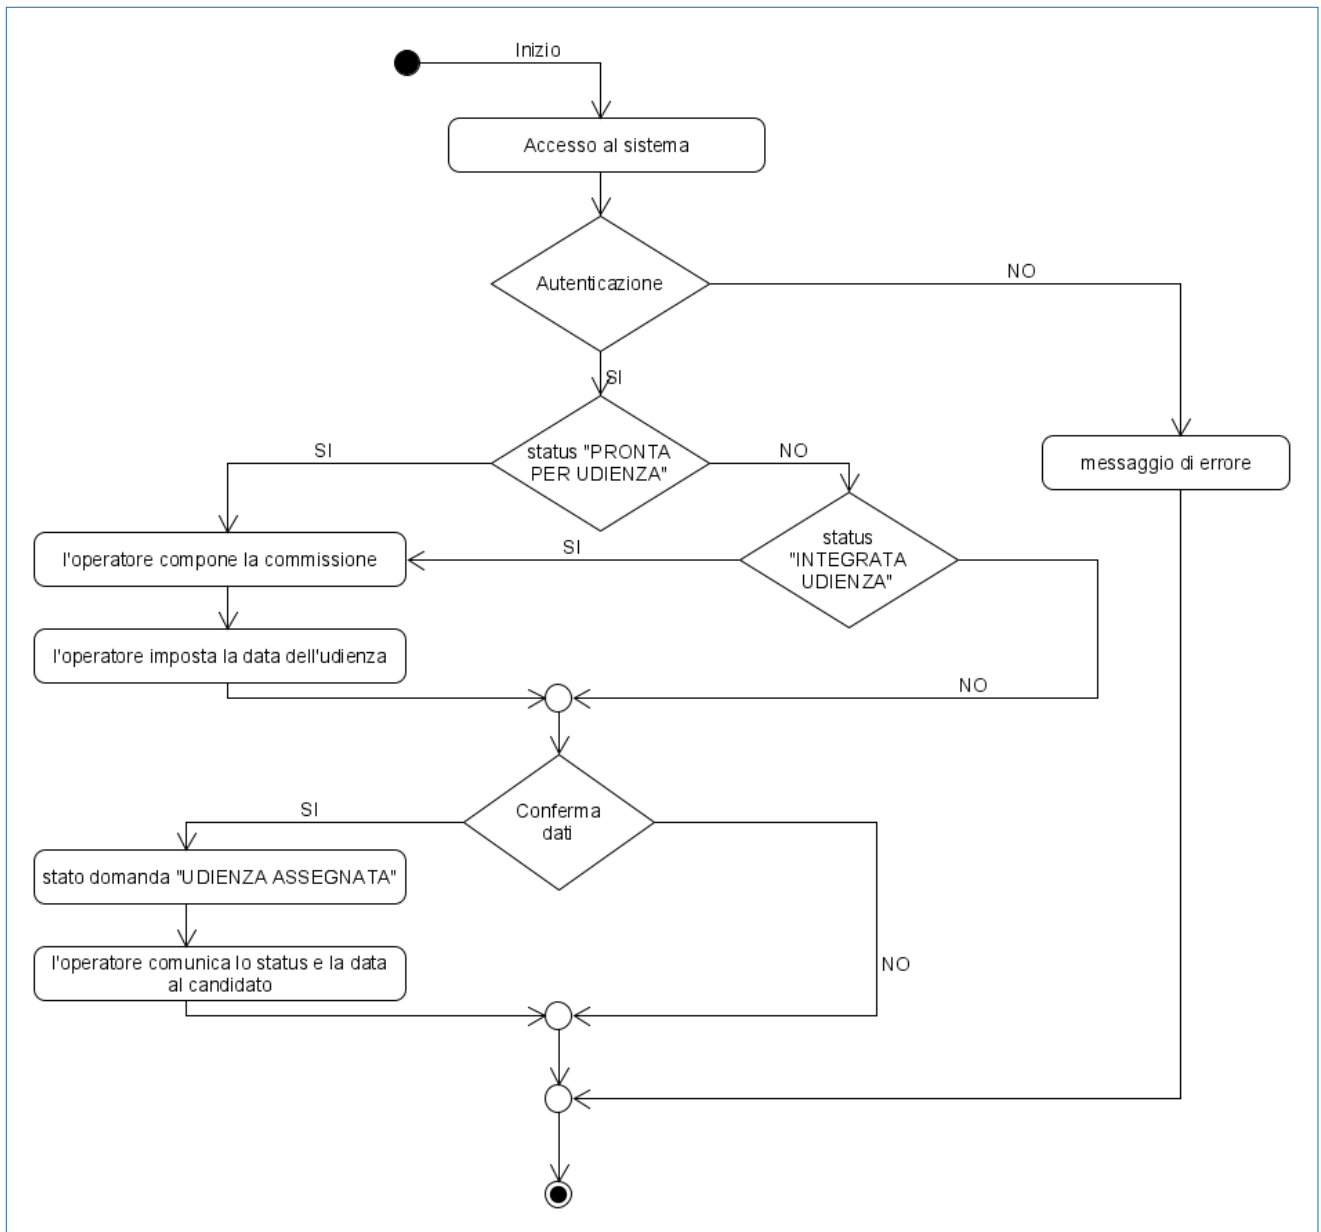 Inizio
Accesso al sistema
Autenticazione
NO
SI
status "PRONTA
PER UDIENZA"
SI
NO
messaggio di errore
status
"INTEGRATA
UDIENZA"
SI
l'operatore compone la commissione
l'operatore imposta la data dell'udienza
NO
Conferma
dati
SI
stato domanda "UDIENZA ASSEGNATA"
l'operatore comunica lo status e la data
al candidato
NO